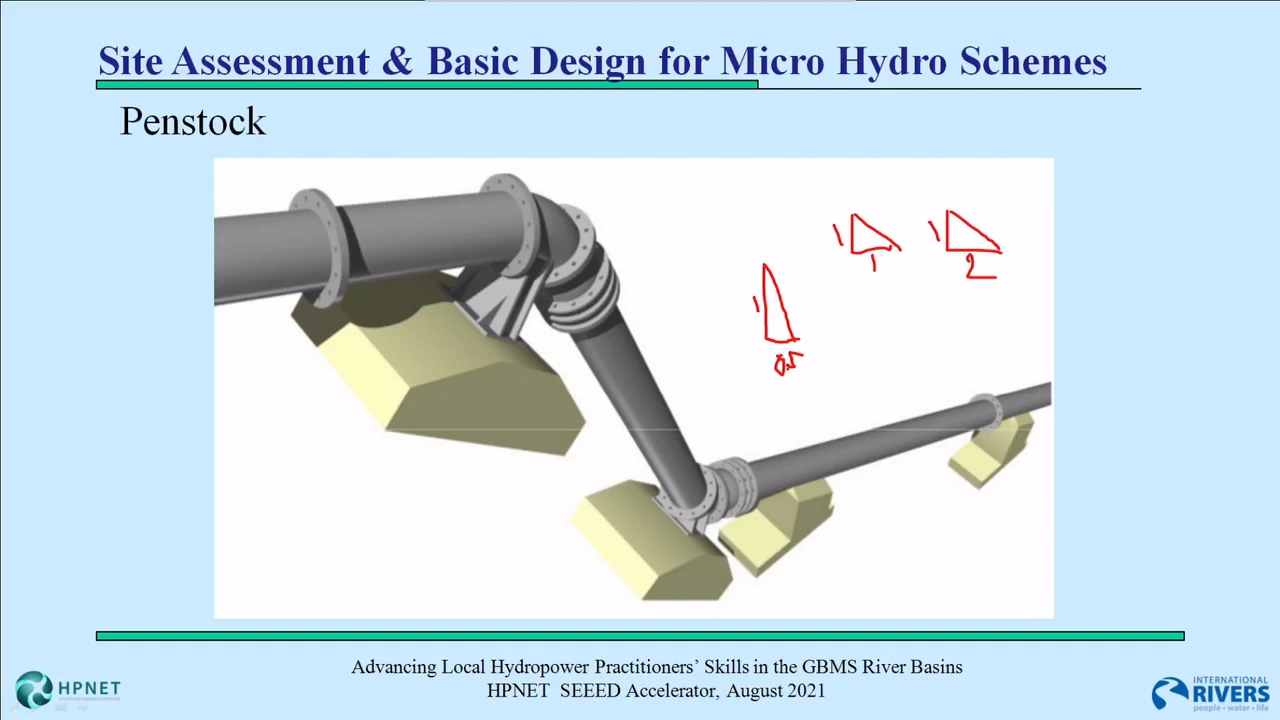 Site Assessment & Basic Design for Micro Hydro Schemes
Penstock
1
1
1
2
1
0.5
Advancing Local Hydropower Practitioners’ Skills in the GBMS River Basins
HPNET SEEED Accelerator, August 2021
HPNET
INTERNATIONAL
RIVERS
people • water • life